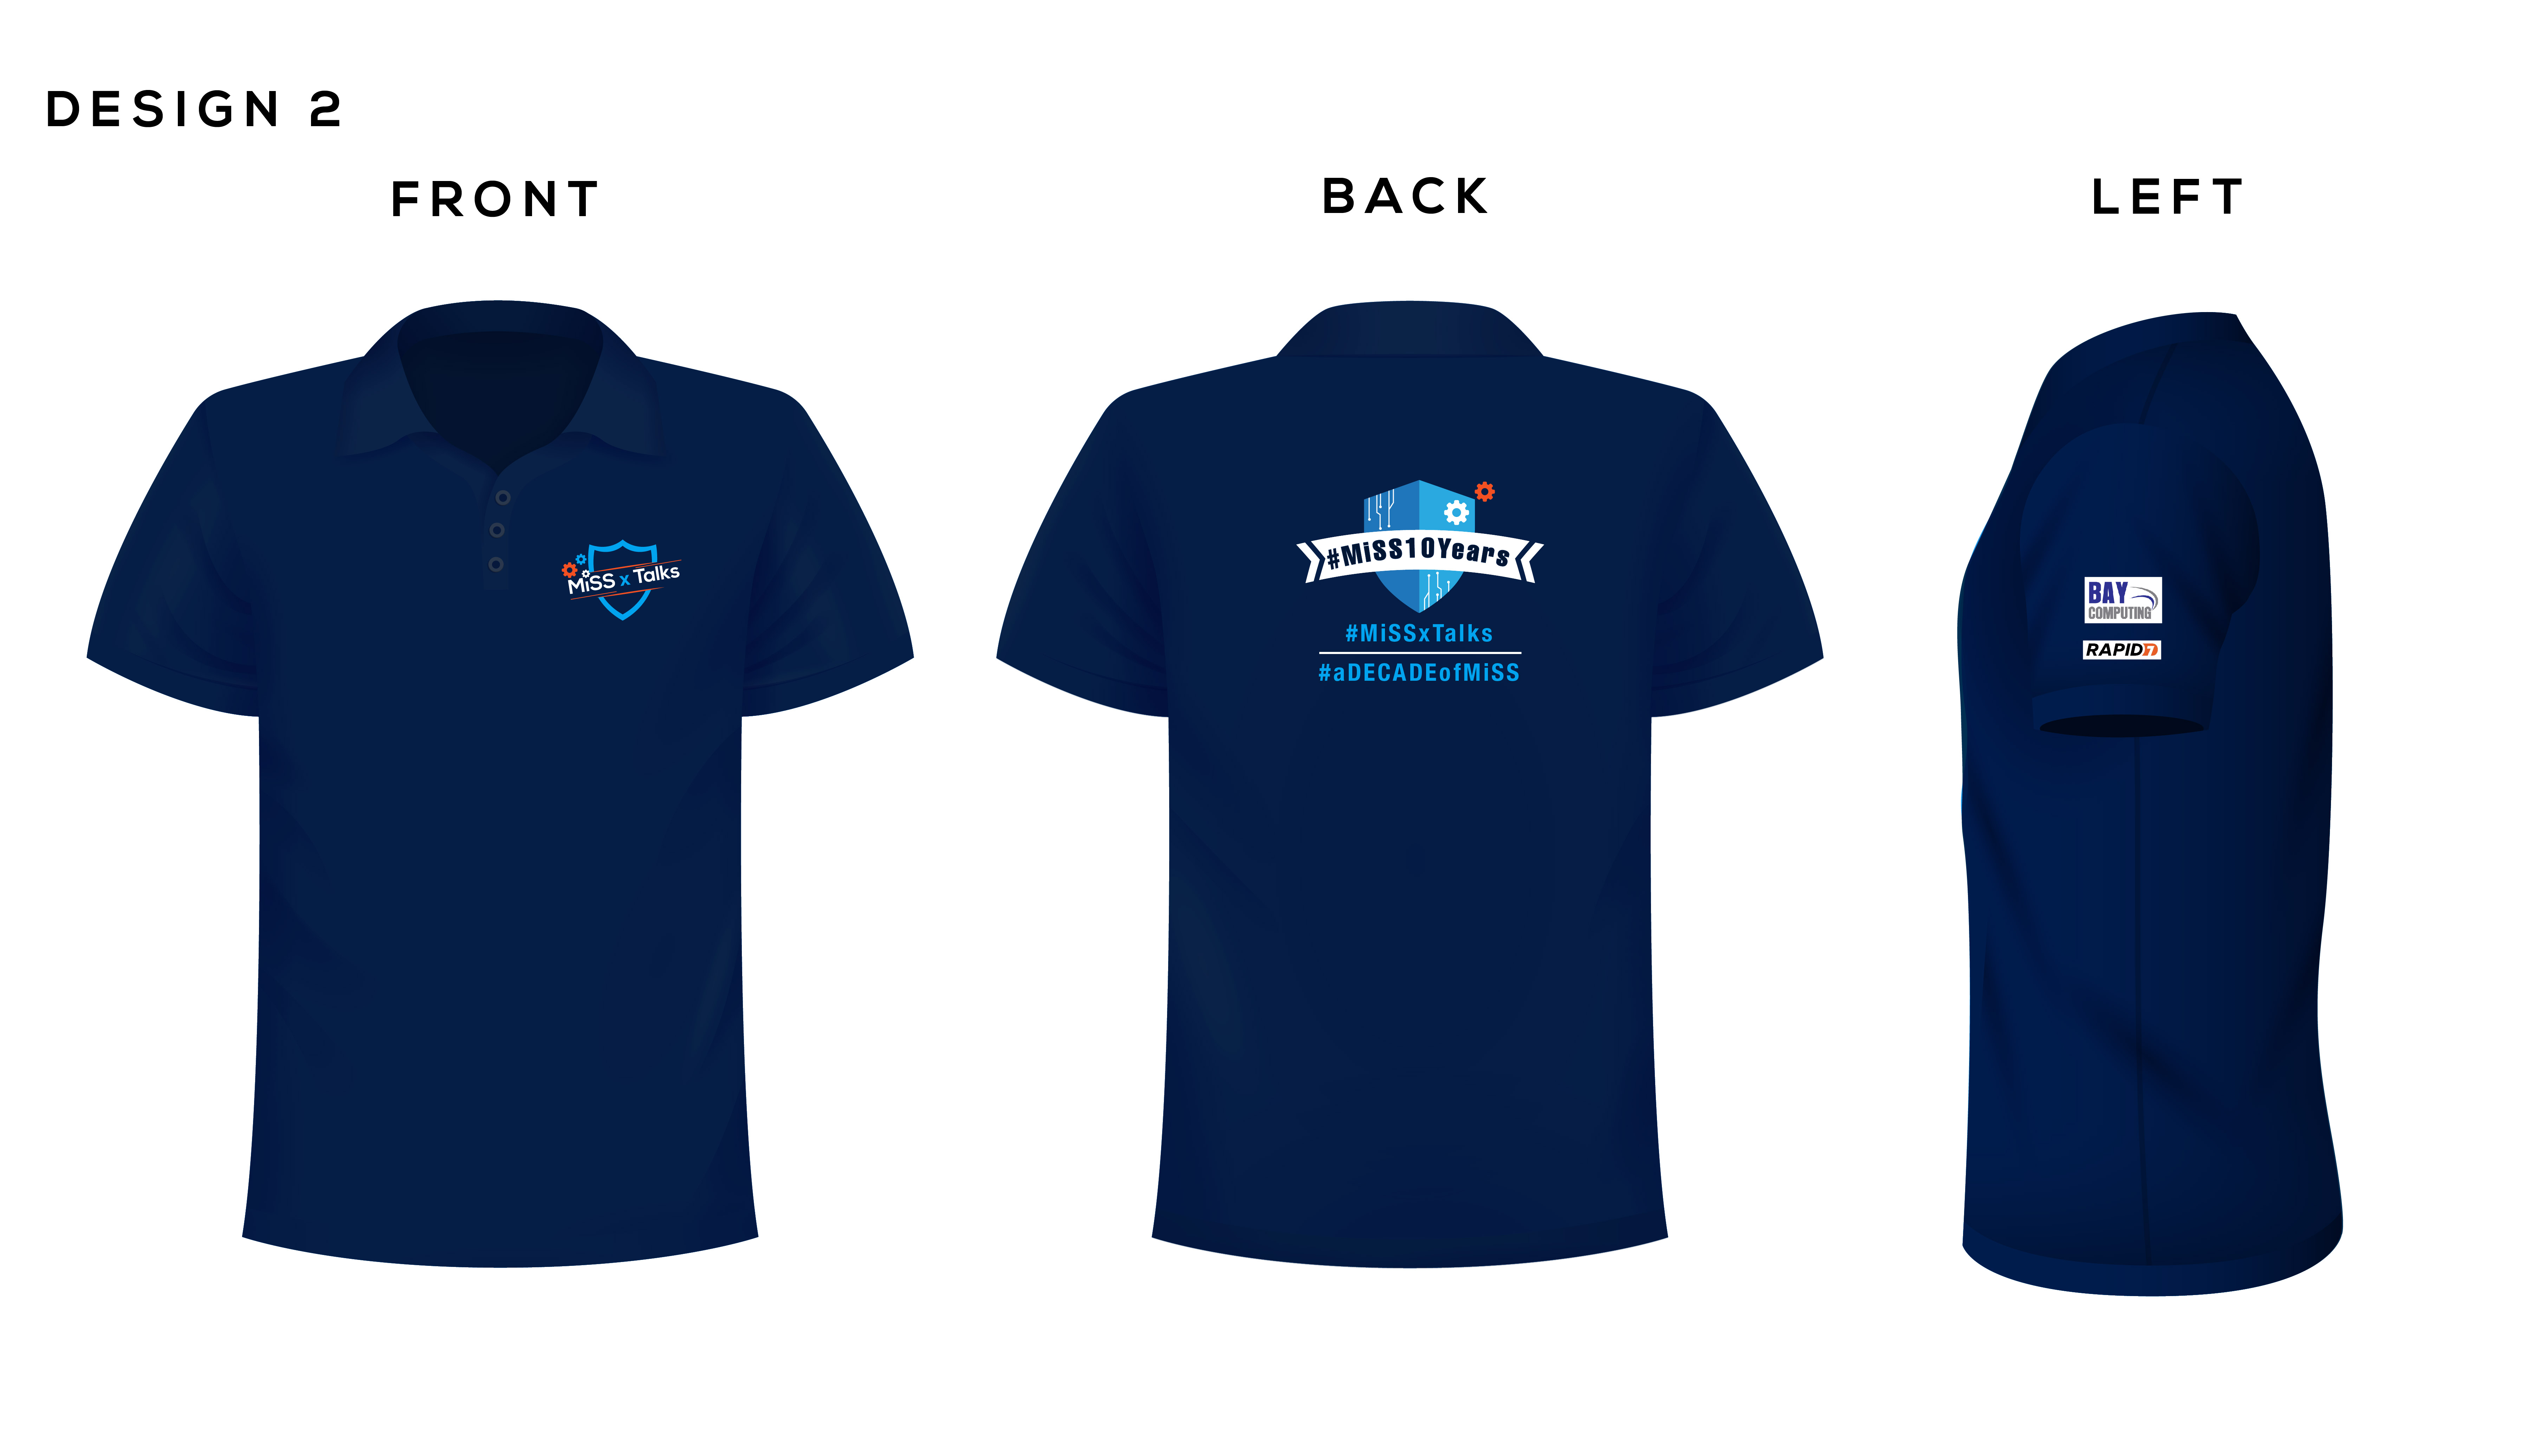 DESIGN 2
FRONT
BACK
LEFT
MiSS x Talks
#MiSS10Years
#MiSSxTalks
#aDECADEofMiSS
BAY
COMPUTING
RAPID7